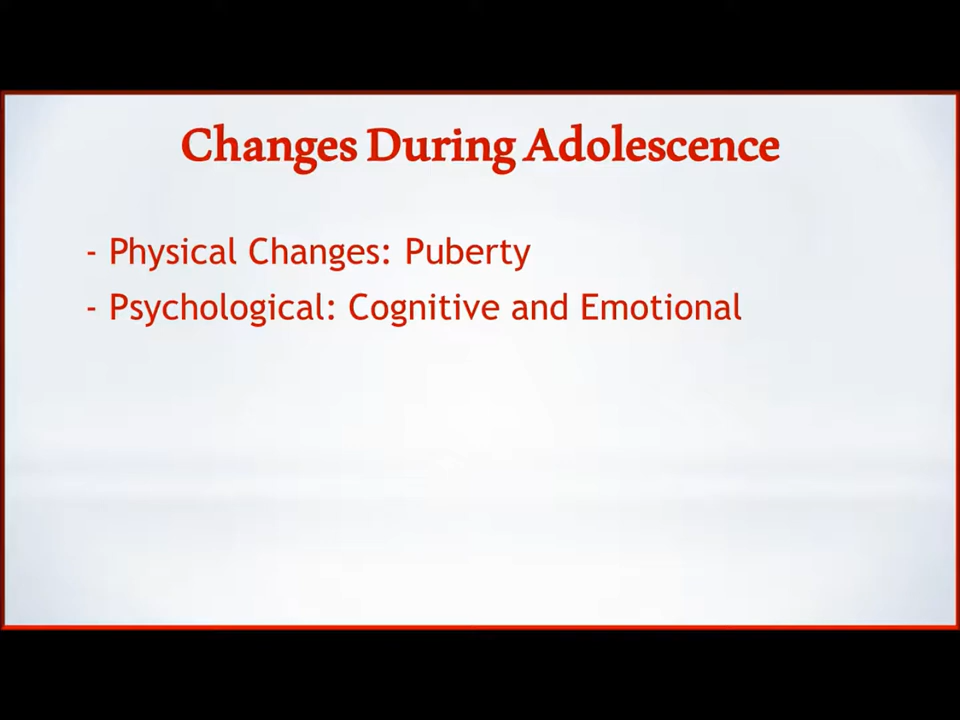 Changes During Adolescence
- Physical Changes: Puberty
- Psychological: Cognitive and Emotional